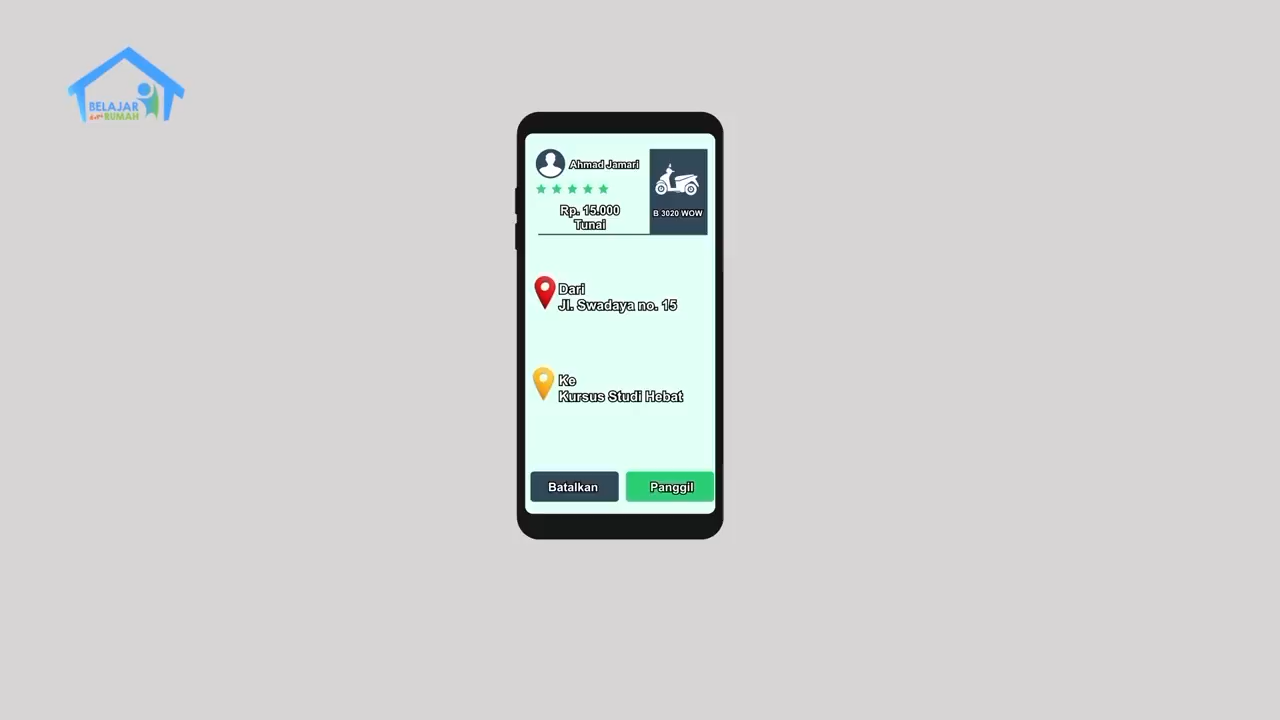 BELAJAR
dari RUMAH
Ahmad Jamari
Rp. 15.000
Tunai
B 3020 WOW
Dari
Jl. Swadaya no. 15
Ke
Kursus Studi Hebat
Batalkan
Panggil